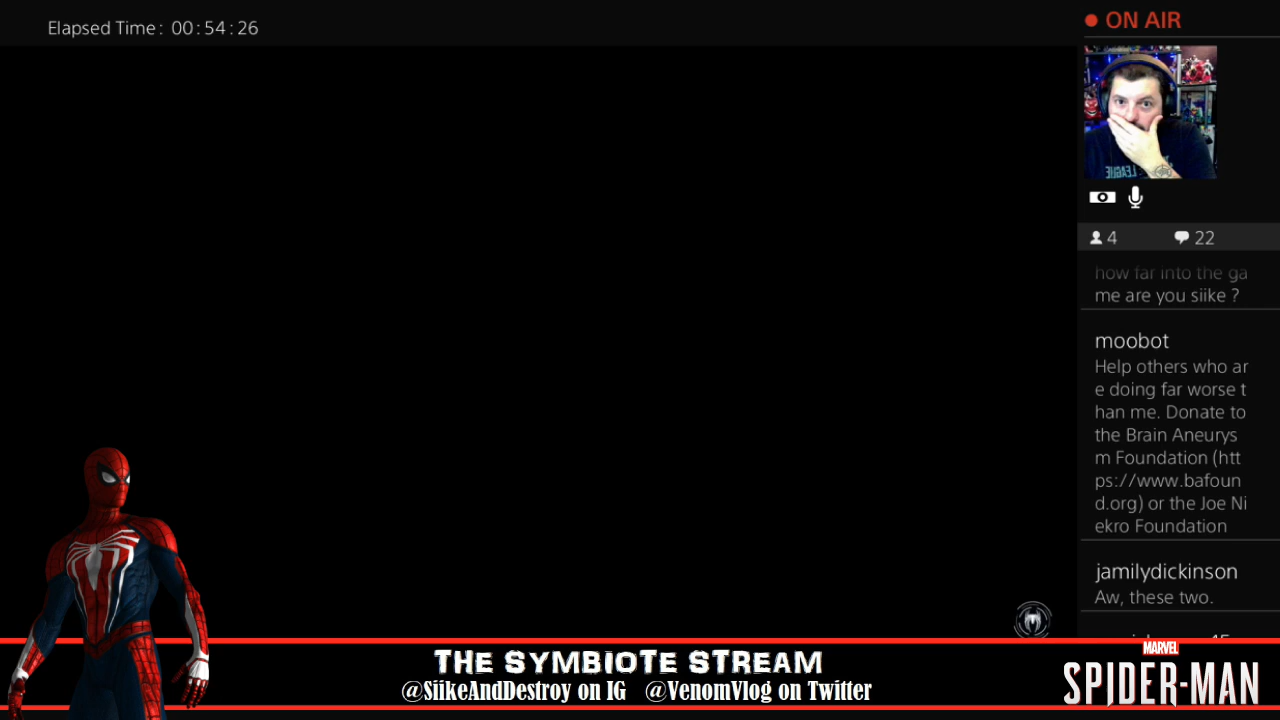 Elapsed Time: 00:54:26
ON AIR
LEAGUE
4 22
how far into the ga
me are you siike ?
moobot
Help others who ar
e doing far worse t
han me. Donate to
the Brain Aneurys
m Foundation (htt
ps://www.bafoun
d.org) or the Joe Ni
ekro Foundation
jamilydickinson
Aw, these two.
THE SYMBIOTE STREAM
@SiikeAndDestroy on IG @VenomVlog on Twitter
MARVEL
SPIDER-MAN